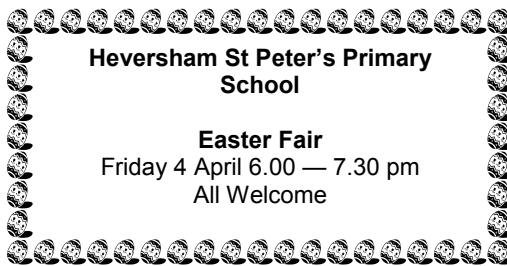 Heversham St Peter’s Primary
School
Easter Fair
Friday 4 April 6.00 — 7.30 pm
All Welcome